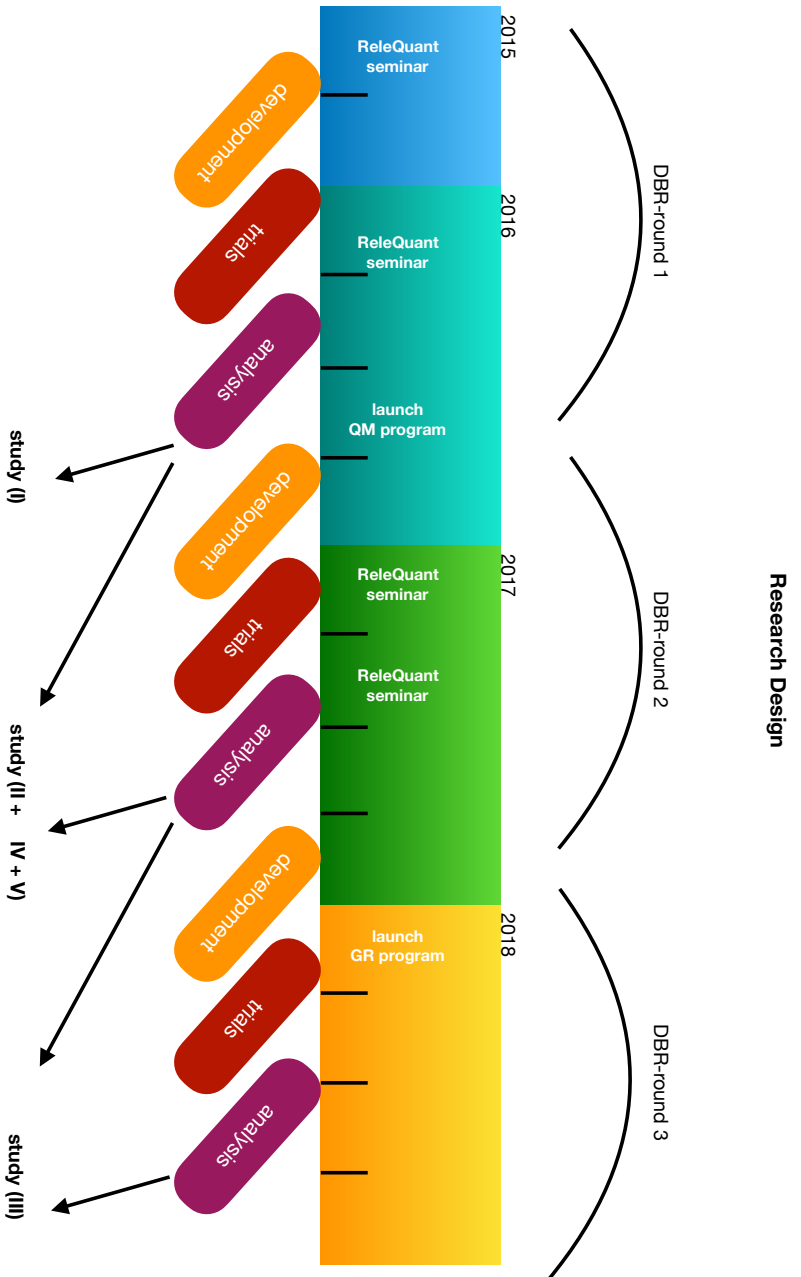 Research Design
DBR-round 1
DBR-round 2
DBR-round 3
2015
2016
2017
2018
ReleQuant
seminar
ReleQuant
seminar
launch
QM program
ReleQuant
seminar
ReleQuant
seminar
launch
GR program
development
trials
analysis
development
trials
analysis
development
trials
analysis
study (I)
study (II + IV + V)
study (III)